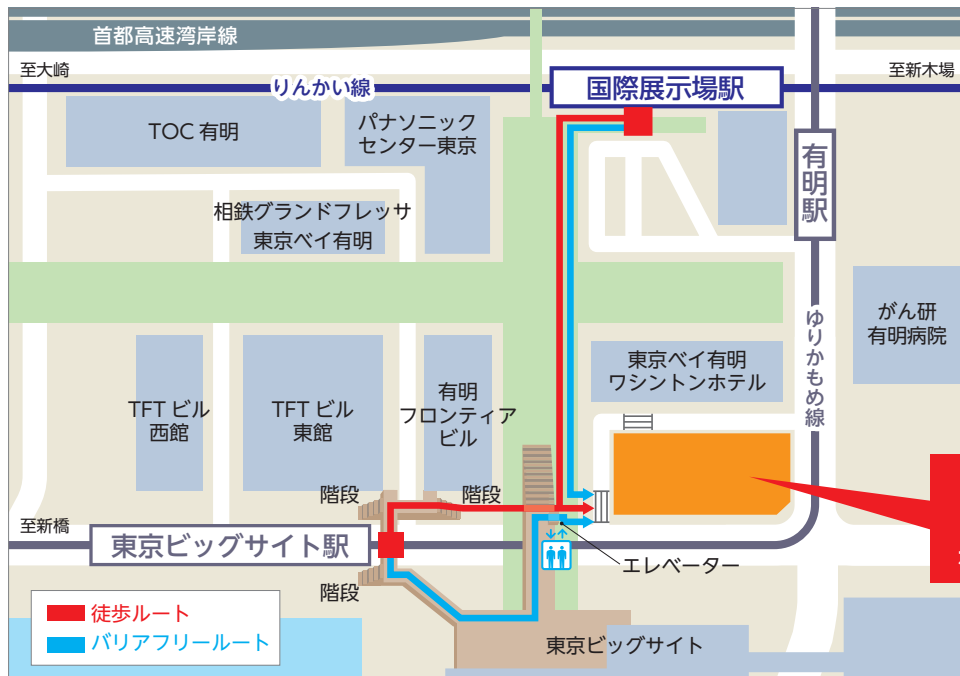 首都高速湾岸線
至大崎
りんかい線
国際展示場駅
至新木場
TOC 有明
パナソニック
センター東京
有明駅
相鉄グランドフレッサ
東京ベイ有明
ゆりかもめ線
がん研
有明病院
東京ベイ有明
ワシントンホテル
TFT ビル
西館
TFT ビル
東館
有明
フロンティア
ビル
階段
階段
至新橋
東京ビッグサイト駅
エレベーター
階段
徒歩ルート
バリアフリールート
東京ビッグサイト